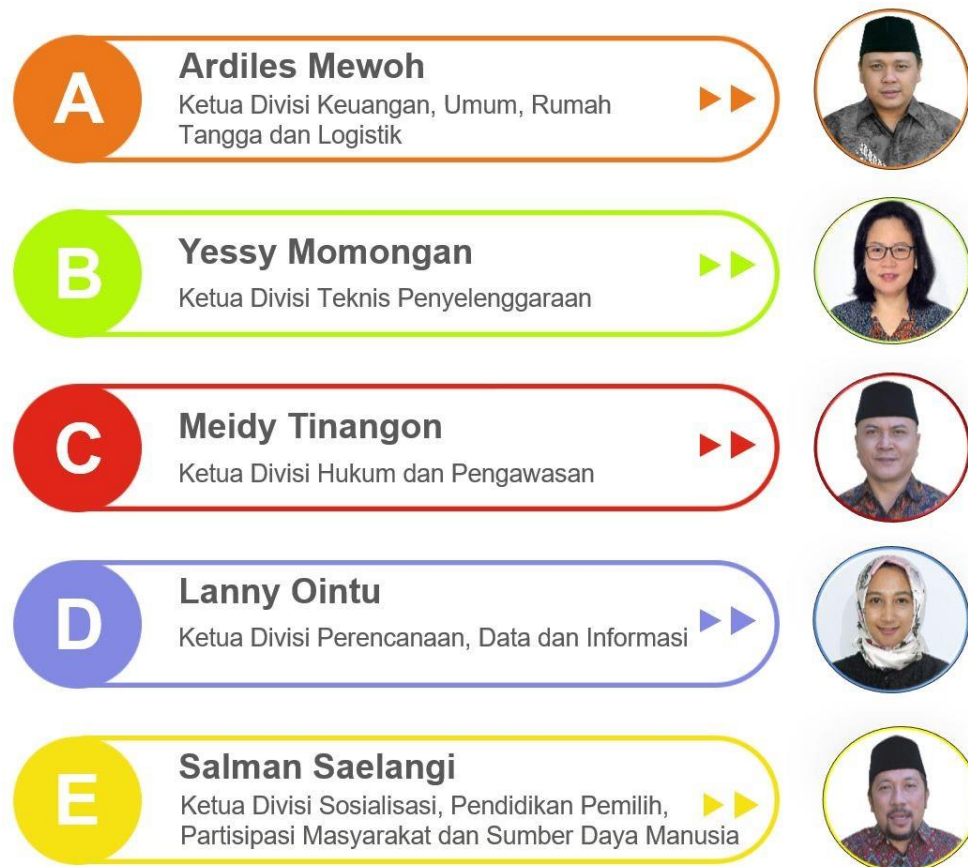 A
Ardiles Mewoh
Ketua Divisi Keuangan, Umum, Rumah
Tangga dan Logistik
B
Yessy Momongan
Ketua Divisi Teknis Penyelenggaraan
C
Meidy Tinangon
Ketua Divisi Hukum dan Pengawasan
D
Lanny Ointu
Ketua Divisi Perencanaan, Data dan Informasi
E
Salman Saelangi
Ketua Divisi Sosialisasi, Pendidikan Pemilih,
Partisipasi Masyarakat dan Sumber Daya Manusia